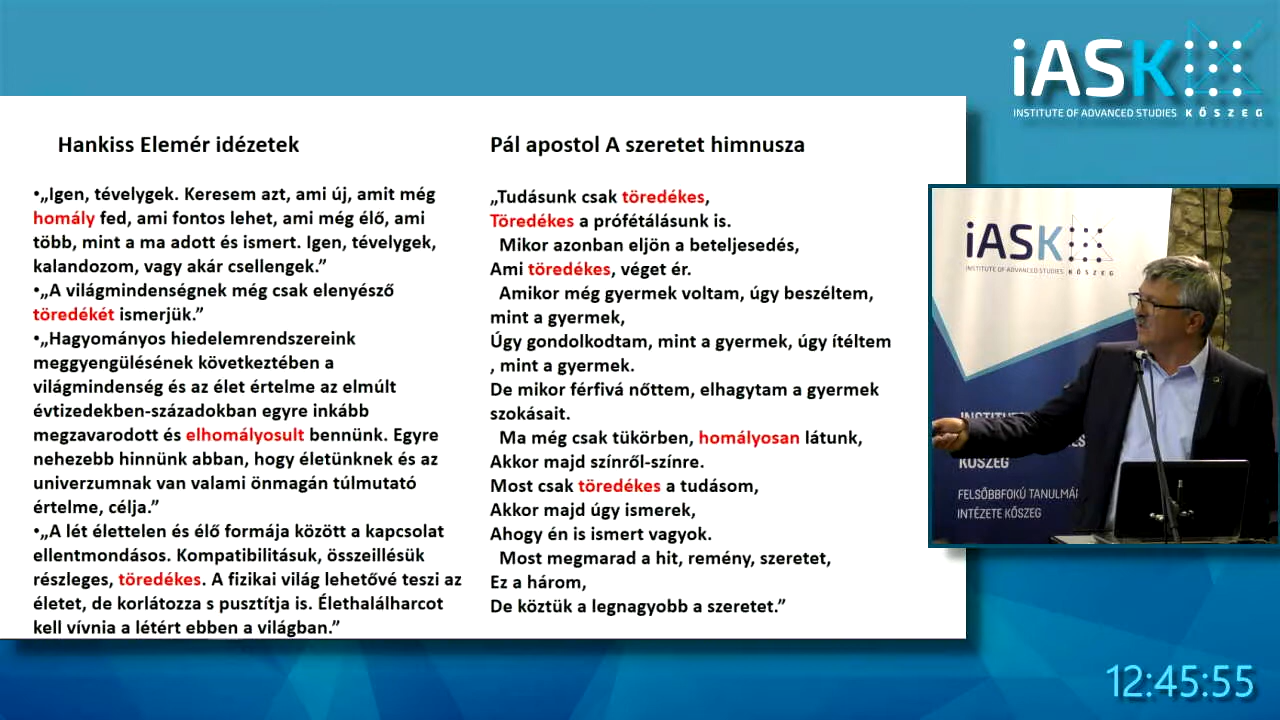 iASK
INSTITUTE OF ADVANCED STUDIES KŐSZEG
Hankiss Elemér idézetek
•„Igen, tévelygek. Keresem azt, ami új, amit még
homály fed, ami fontos lehet, ami még élő, ami
több, mint a ma adott és ismert. Igen, tévelygek,
kalandozom, vagy akár csellengek.”
•„A világmindenségnek még csak elenyésző
töredékét ismerjük.”
•„Hagyományos hiedelemrendszereink
meggyengülésének következtében a
világmindenség és az élet értelme az elmúlt
évtizedekben-századokban egyre inkább
megzavarodott és elhomályosult bennünk. Egyre
nehezebb hinnünk abban, hogy életünknek és az
univerzumnak van valami önmagán túlmutató
értelme, célja.”
•„A lét élettelen és élő formája között a kapcsolat
ellentmondásos. Kompatibilitásuk, összeillésük
részleges, töredékes. A fizikai világ lehetővé teszi az
életet, de korlátozza s pusztítja is. Élethalálharcot
kell vívnia a létért ebben a világban.”
Pál apostol A szeretet himnusza
„Tudásunk csak töredékes,
Töredékes a prófétálásunk is.
Mikor azonban eljön a beteljesedés,
Ami töredékes, véget ér.
Amikor még gyermek voltam, úgy beszéltem,
mint a gyermek,
Úgy gondolkodtam, mint a gyermek, úgy ítéltem
, mint a gyermek.
De mikor férfivá nőttem, elhagytam a gyermek
szokásait.
Ma még csak tükörben, homályosan látunk,
Akkor majd színről-színre.
Most csak töredékes a tudásom,
Akkor majd úgy ismerek,
Ahogy én is ismert vagyok.
Most megmarad a hit, remény, szeretet,
Ez a három,
De köztük a legnagyobb a szeretet.”
iASK
INSTITUTE OF ADVANCED STUDIES KŐSZEG
KŐSZEG
FELSŐBBFOKÚ TANULMÁ
INTÉZETE KŐSZEG
12:45:55